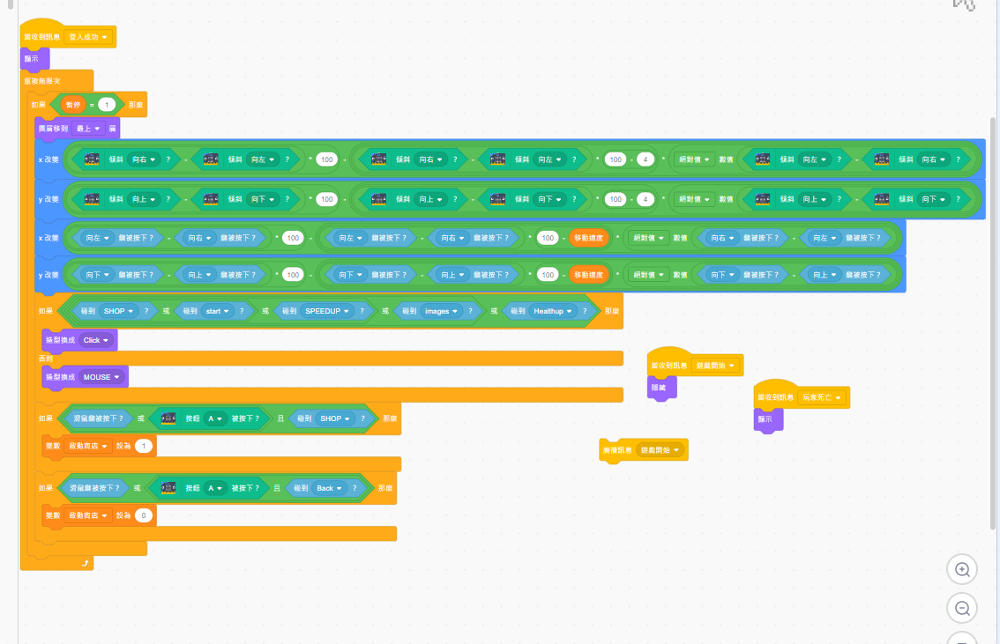 當收到訊息 登入成功
顯示
重複無限次
如果 暫停 = 1 那麼
圖層移到 最上 層
x 改變 傾斜 向右 ? - 傾斜 向左 ? * 100 - 傾斜 向右 ? - 傾斜 向左 ? * 100 - 4 * 絕對值 數值 傾斜 向左 ? - 傾斜 向右 ?
y 改變 傾斜 向上 ? - 傾斜 向下 ? * 100 - 傾斜 向上 ? - 傾斜 向下 ? * 100 - 4 * 絕對值 數值 傾斜 向上 ? - 傾斜 向下 ?
x 改變 向左 鍵被按下? - 向右 鍵被按下? * 100 - 向左 鍵被按下? - 向右 鍵被按下? * 100 - 移動速度 * 絕對值 數值 向右 鍵被按下? - 向左 鍵被按下?
y 改變 向下 鍵被按下? - 向上 鍵被按下? * 100 - 向下 鍵被按下? - 向上 鍵被按下? * 100 - 移動速度 * 絕對值 數值 向下 鍵被按下? - 向上 鍵被按下?
如果 碰到 SHOP ? 或 碰到 start ? 或 碰到 SPEEDUP ? 或 碰到 images ? 或 碰到 Healthup ? 那麼
造型換成 Click
否則
造型換成 MOUSE
如果 滑鼠鍵被按下? 或 按鈕 A 被按下? 且 碰到 SHOP ? 那麼
變數 啟動商店 設為 1
如果 滑鼠鍵被按下? 或 按鈕 A 被按下? 且 碰到 Back ? 那麼
變數 啟動商店 設為 0
當收到訊息 遊戲開始
隱藏
當收到訊息 玩家死亡
顯示
廣播訊息 遊戲開始